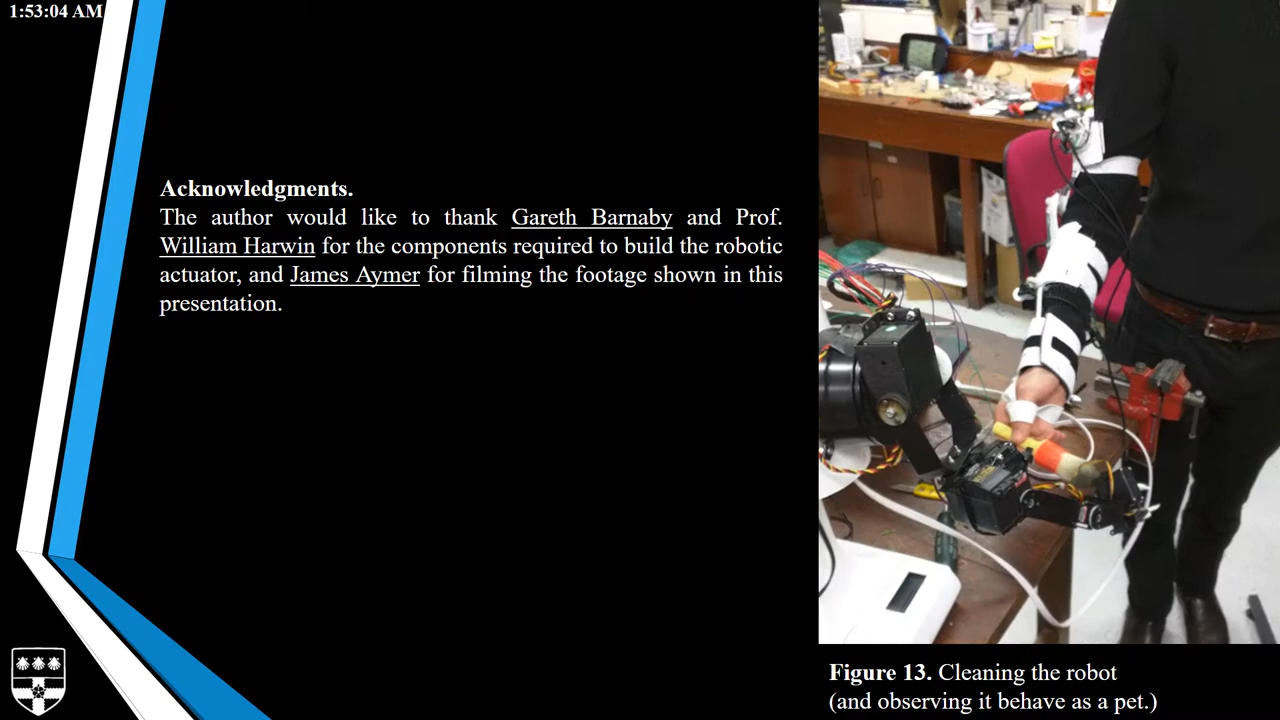 1:53:04 AM
Acknowledgments.
The author would like to thank Gareth Barnaby and Prof.
William Harwin for the components required to build the robotic
actuator, and James Aymer for filming the footage shown in this
presentation.
Figure 13. Cleaning the robot
(and observing it behave as a pet.)